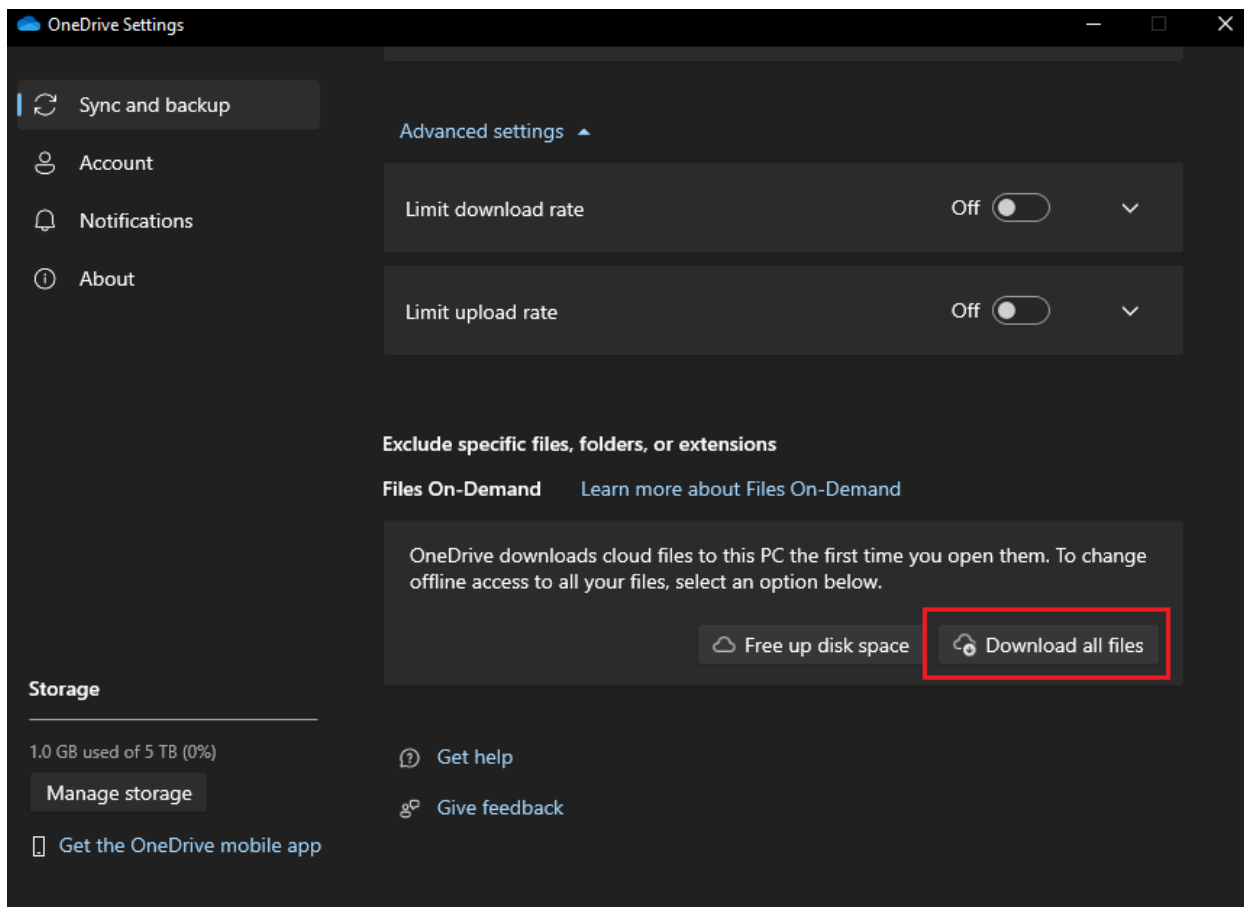 OneDrive Settings
Sync and backup
Account
Notifications
About
Storage
1.0 GB used of 5 TB (0%)
Manage storage
Get the OneDrive mobile app
Advanced settings
Limit download rate
Off
Limit upload rate
Off
Exclude specific files, folders, or extensions
Files On-Demand Learn more about Files On-Demand
OneDrive downloads cloud files to this PC the first time you open them. To change
offline access to all your files, select an option below.
Free up disk space
Download all files
Get help
Give feedback